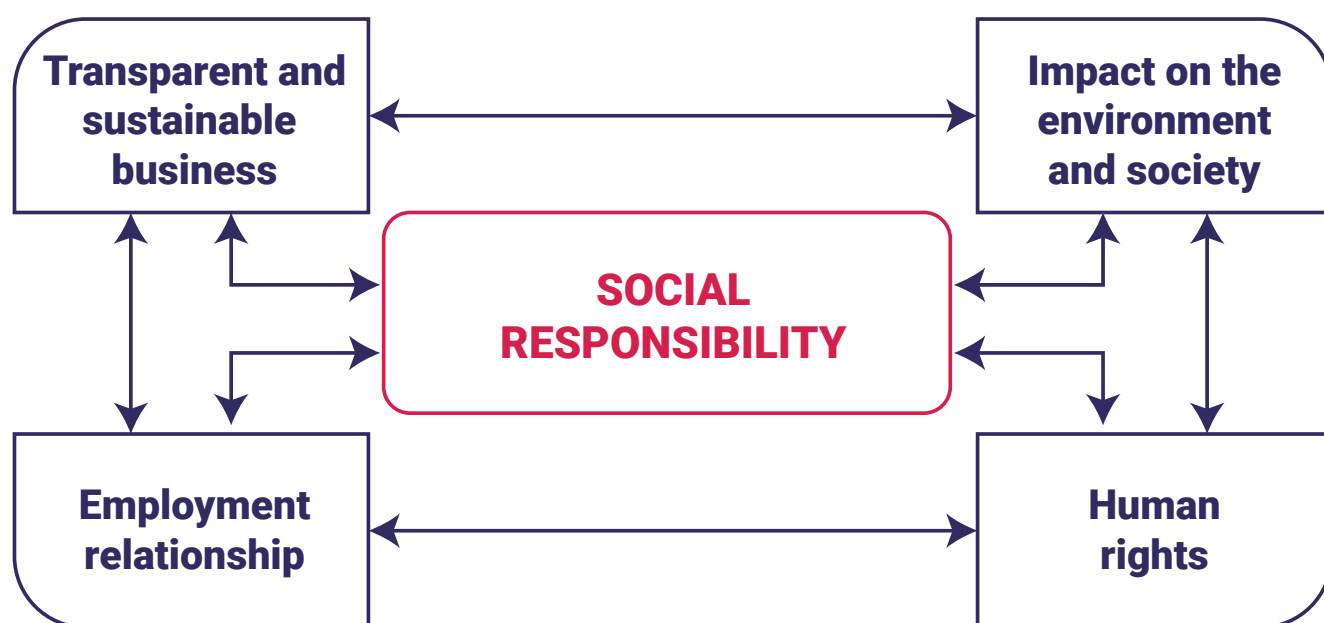 Transparent and
sustainable
business
Impact on the
environment
and society
SOCIAL
RESPONSIBILITY
Employment
relationship
Human
rights